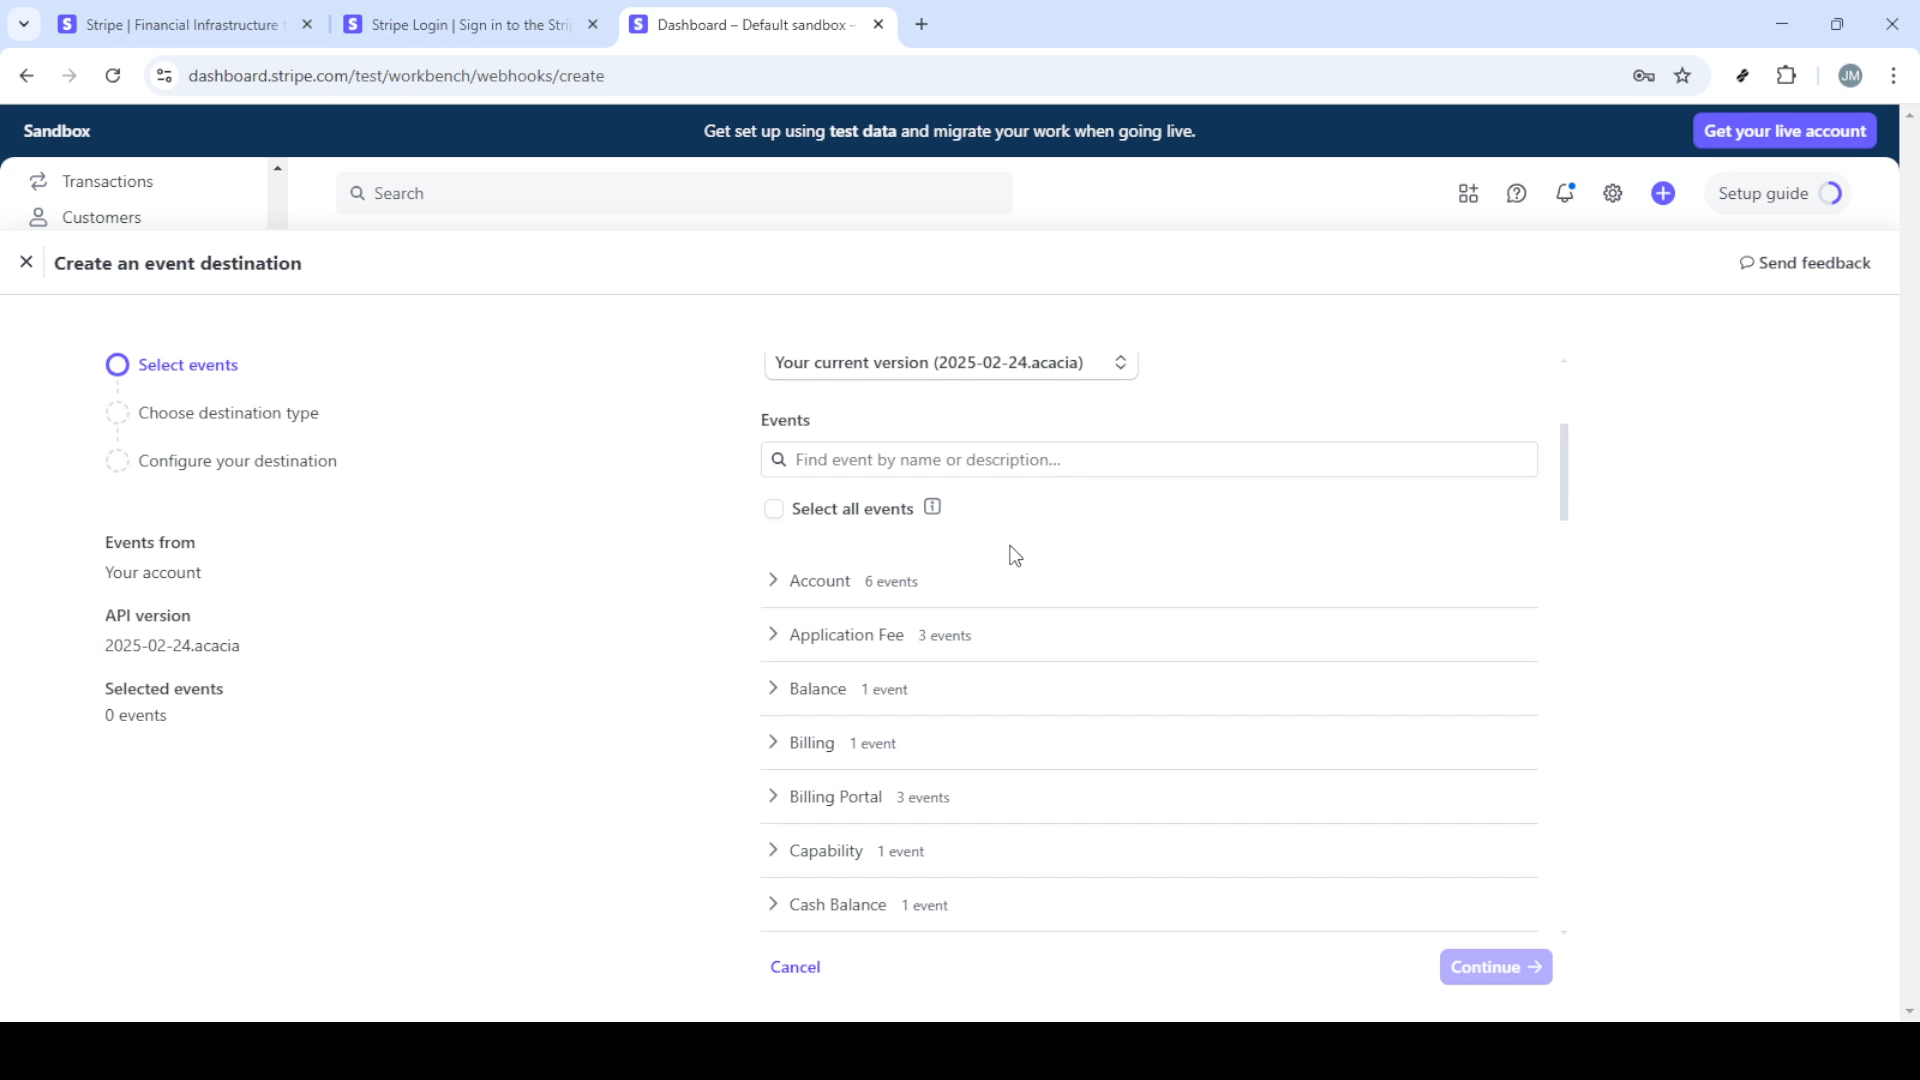 Stripe | Financial Infrastructure t
Stripe Login | Sign in to the Stri
Dashboard – Default sandbox –
dashboard.stripe.com/test/workbench/webhooks/create
JM
Sandbox
Get set up using test data and migrate your work when going live.
Get your live account
Transactions
Customers
Search
Setup guide
Create an event destination
Send feedback
Select events
Choose destination type
Configure your destination
Events from
Your account
API version
2025-02-24.acacia
Selected events
0 events
Your current version (2025-02-24.acacia)
Events
Find event by name or description...
Select all events
Account 6 events
Application Fee 3 events
Balance 1 event
Billing 1 event
Billing Portal 3 events
Capability 1 event
Cash Balance 1 event
Cancel
Continue →